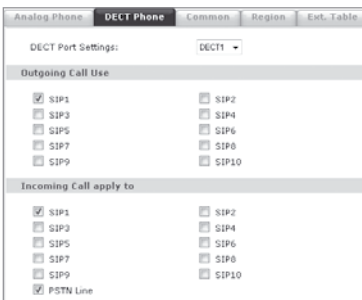 Analog Phone DECT Phone Common Region Ext. Table
DECT Port Settings: DECT1
Outgoing Call Use
SIP1 SIP2
SIP3 SIP4
SIP5 SIP6
SIP7 SIP8
SIP9 SIP10
Incoming Call apply to
SIP1 SIP2
SIP3 SIP4
SIP5 SIP6
SIP7 SIP8
SIP9 SIP10
PSTN Line